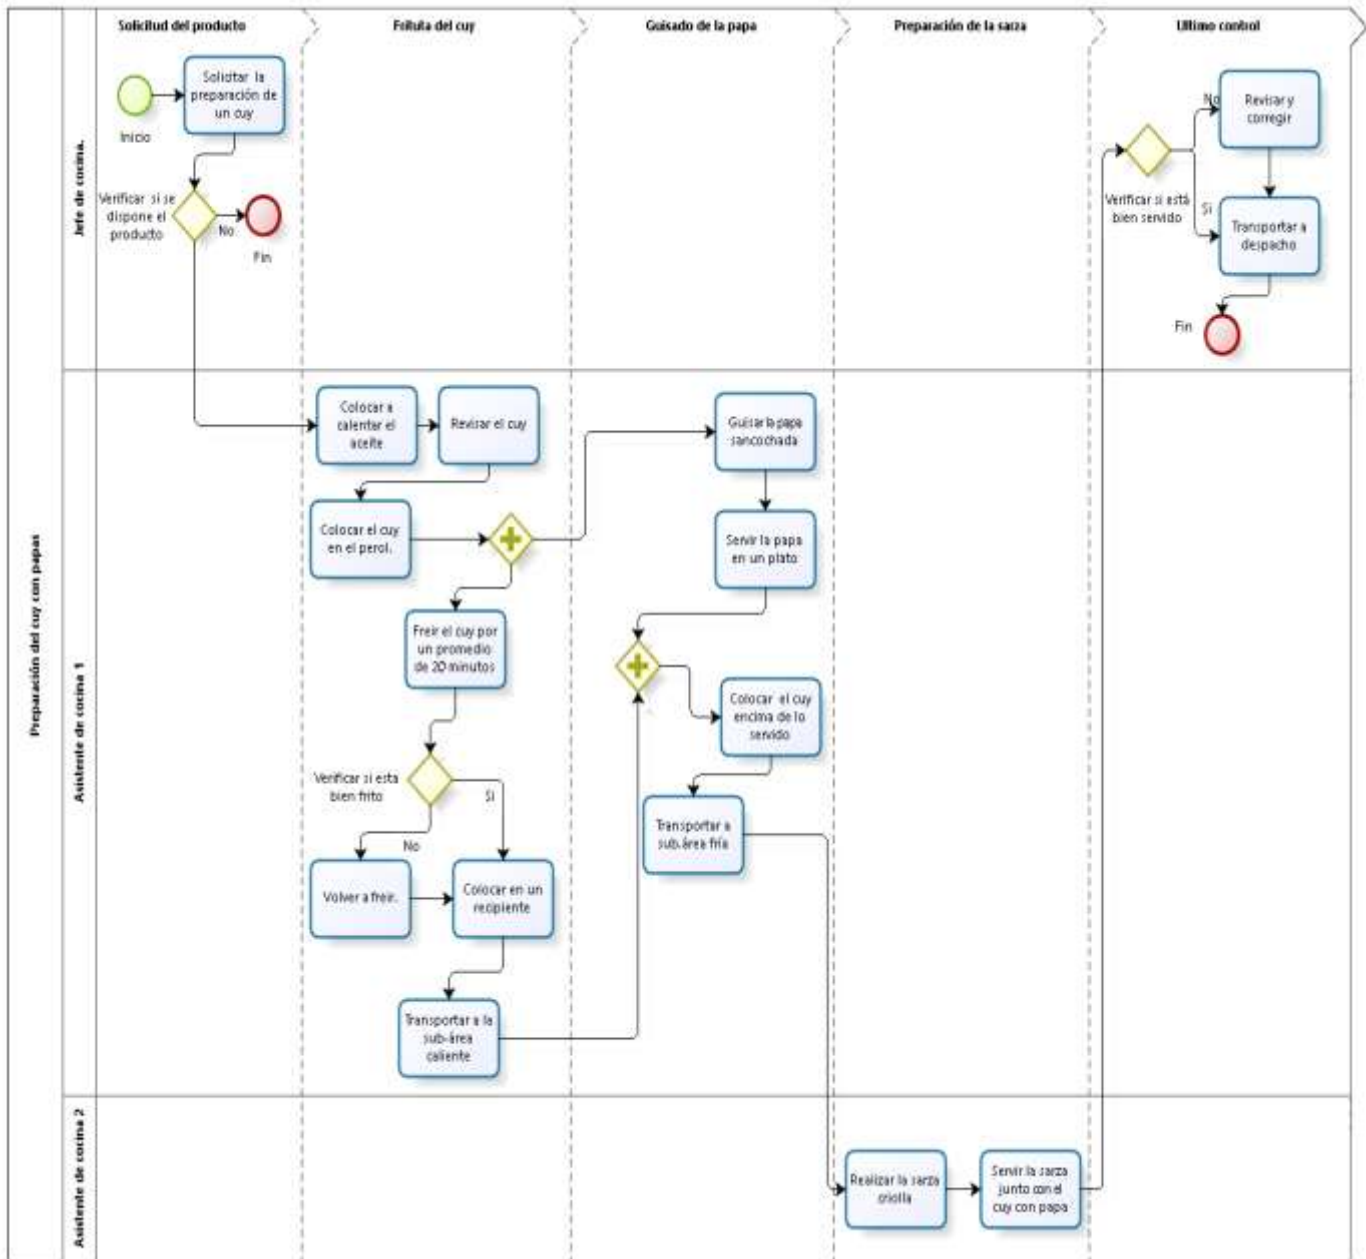 Solicitud del producto
Frituta del cuy
Guisado de la papa
Preparación de la sarza
Ultimo control
Preparación del cuy con papas
Jefe de cocina.
Inicio
Solicitar la
preparación de
un cuy
Verificar si se
dispone el
producto
No
Fin
Verificar si está
bien servido
No
Si
Revisar y
corregir
Transportar a
despacho
Fin
Asistente de cocina 1
Colocar a
calentar el
aceite
Revisar el cuy
Colocar el cuy
en el perol.
Freir el cuy por
un promedio
de 20 minutos
Verificar si esta
bien frito
Si
No
Volver a freir.
Colocar en un
recipiente
Transportar a la
sub-área
caliente
Guisar la papa
sancochada
Servir la papa
en un plato
Colocar el cuy
encima de lo
servido
Transportar a
sub.área fría
Asistente de cocina 2
Realizar la sarza
criolla
Servir la sarza
junto con el
cuy con papa